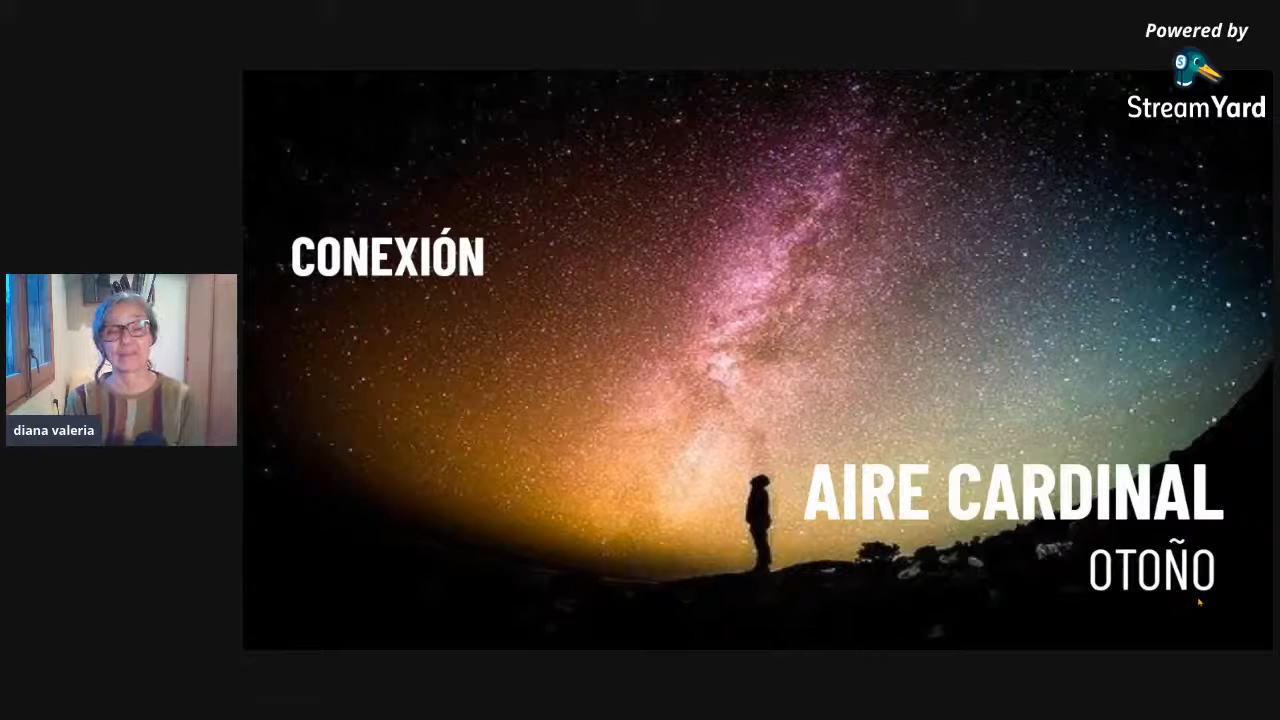 Powered by
StreamYard
CONEXIÓN
diana valeria
AIRE CARDINAL
OTOÑO